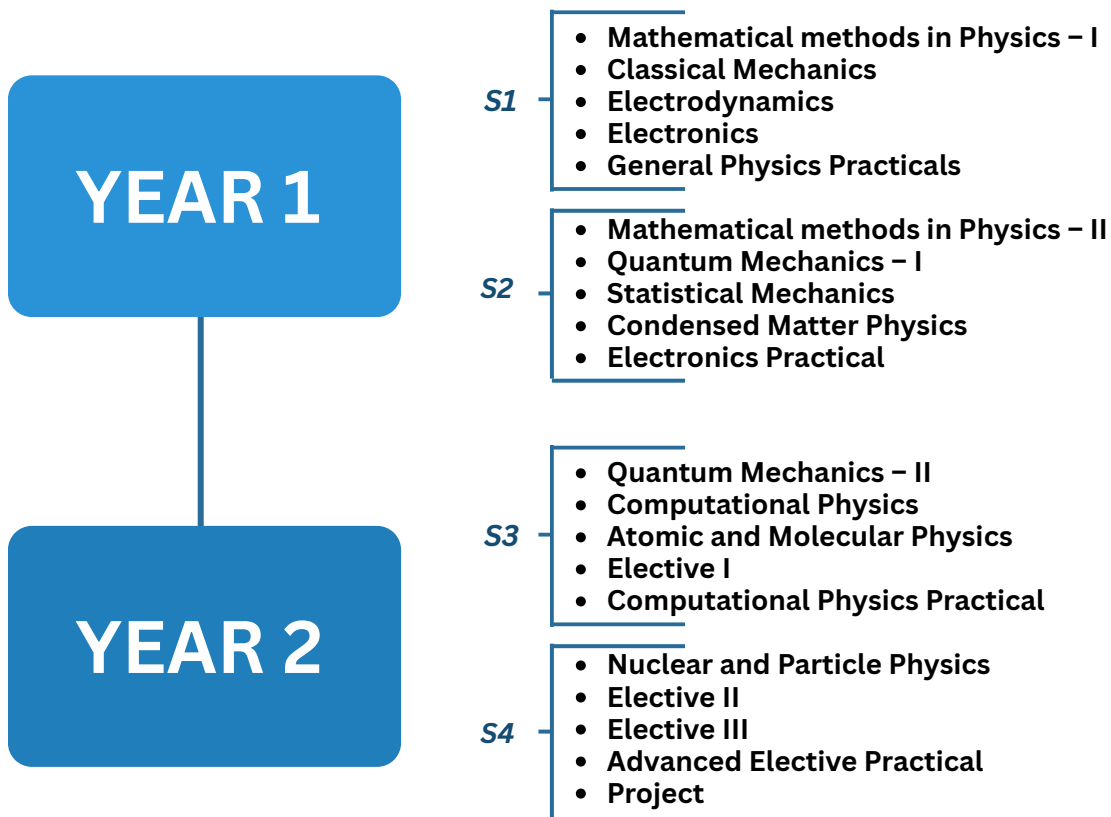 YEAR 1
S1
• Mathematical methods in Physics – I
• Classical Mechanics
• Electrodynamics
• Electronics
• General Physics Practicals
S2
• Mathematical methods in Physics – II
• Quantum Mechanics – I
• Statistical Mechanics
• Condensed Matter Physics
• Electronics Practical
YEAR 2
S3
• Quantum Mechanics – II
• Computational Physics
• Atomic and Molecular Physics
• Elective I
• Computational Physics Practical
S4
• Nuclear and Particle Physics
• Elective II
• Elective III
• Advanced Elective Practical
• Project